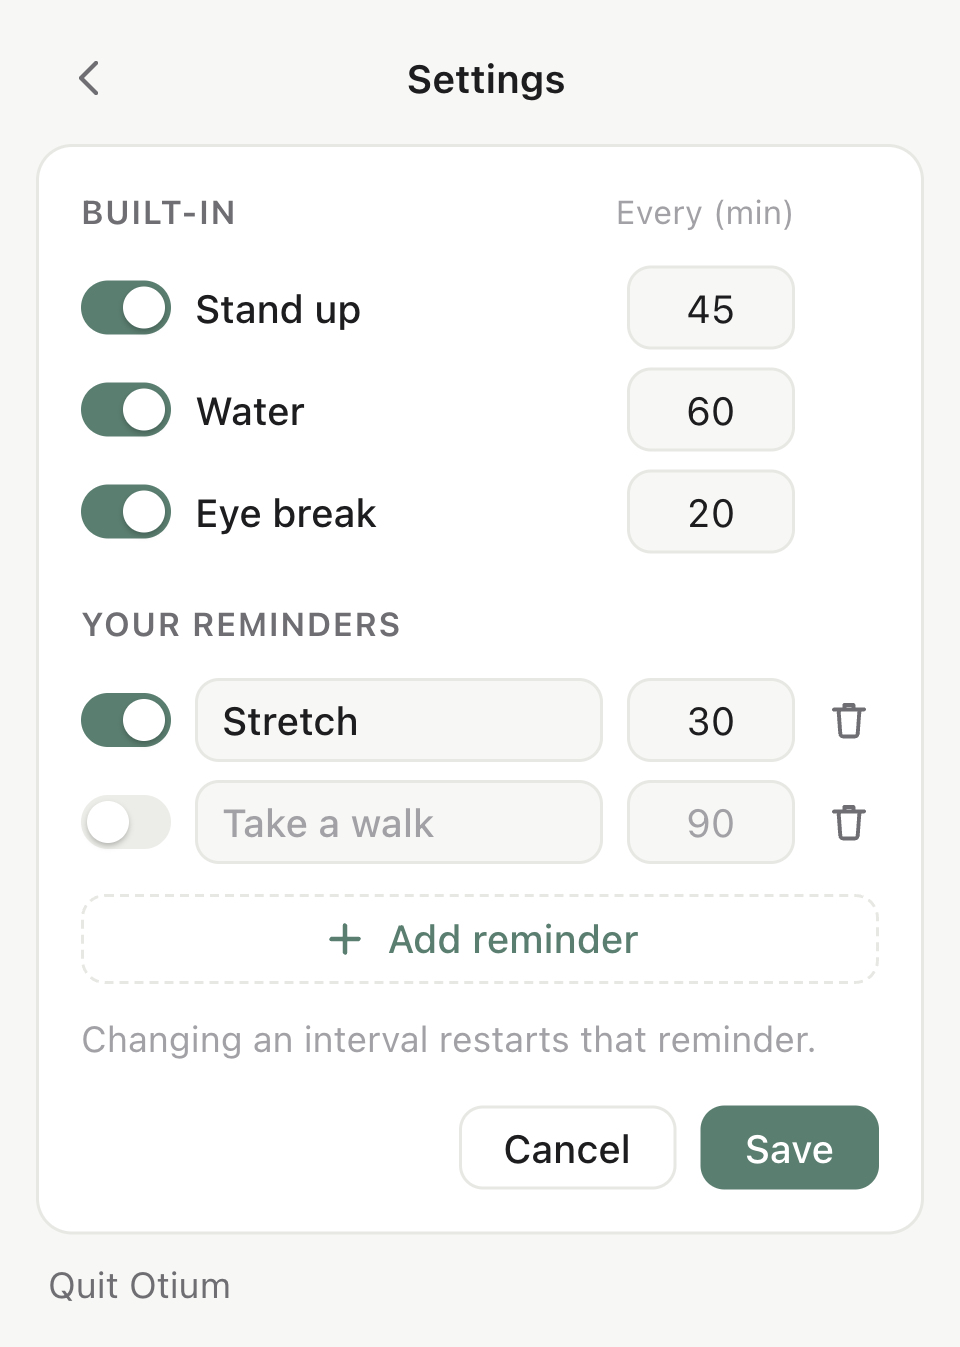 Settings
BUILT-IN Every (min)
Stand up 45
Water 60
Eye break 20
YOUR REMINDERS
Stretch 30
Take a walk 90
+ Add reminder
Changing an interval restarts that reminder.
Cancel Save
Quit Otium